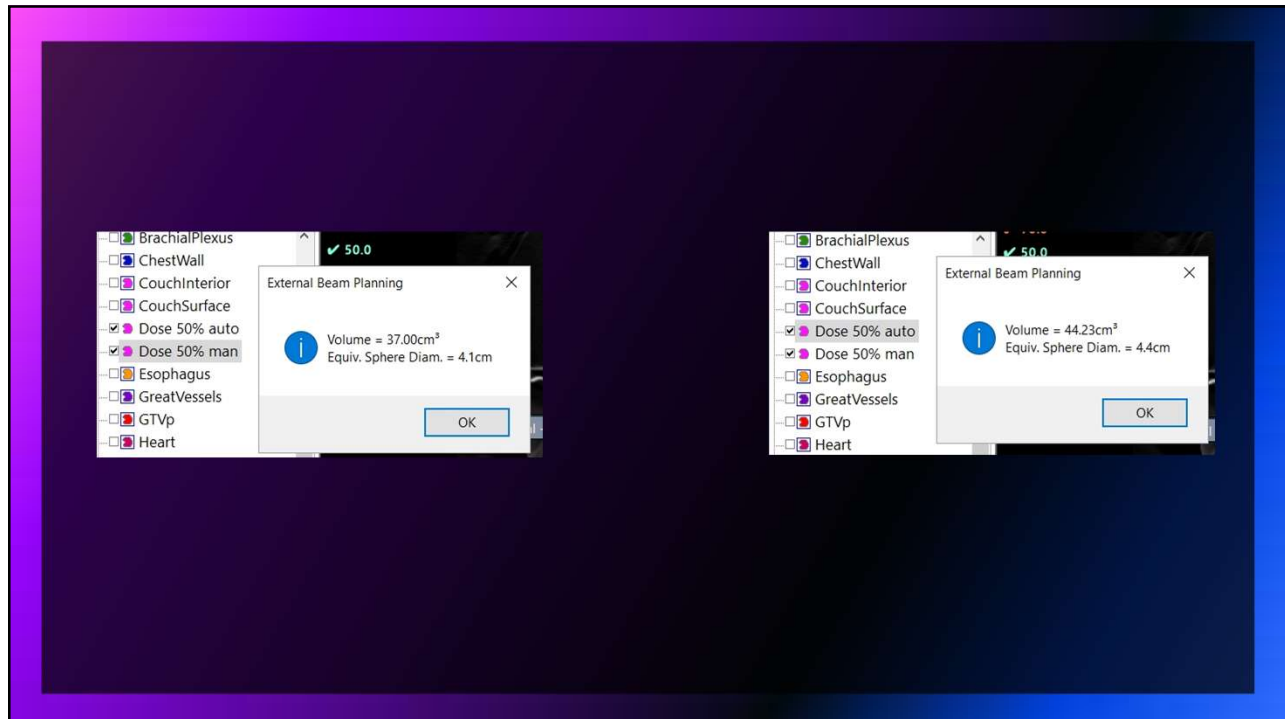 BrachialPlexus
ChestWall
CouchInterior
CouchSurface
Dose 50% auto
Dose 50% man
Esophagus
GreatVessels
GTVp
Heart
✔ 50.0
External Beam Planning
Volume = 37.00cm³
Equiv. Sphere Diam. = 4.1cm
OK
BrachialPlexus
ChestWall
CouchInterior
CouchSurface
Dose 50% auto
Dose 50% man
Esophagus
GreatVessels
GTVp
Heart
✔ 50.0
External Beam Planning
Volume = 44.23cm³
Equiv. Sphere Diam. = 4.4cm
OK